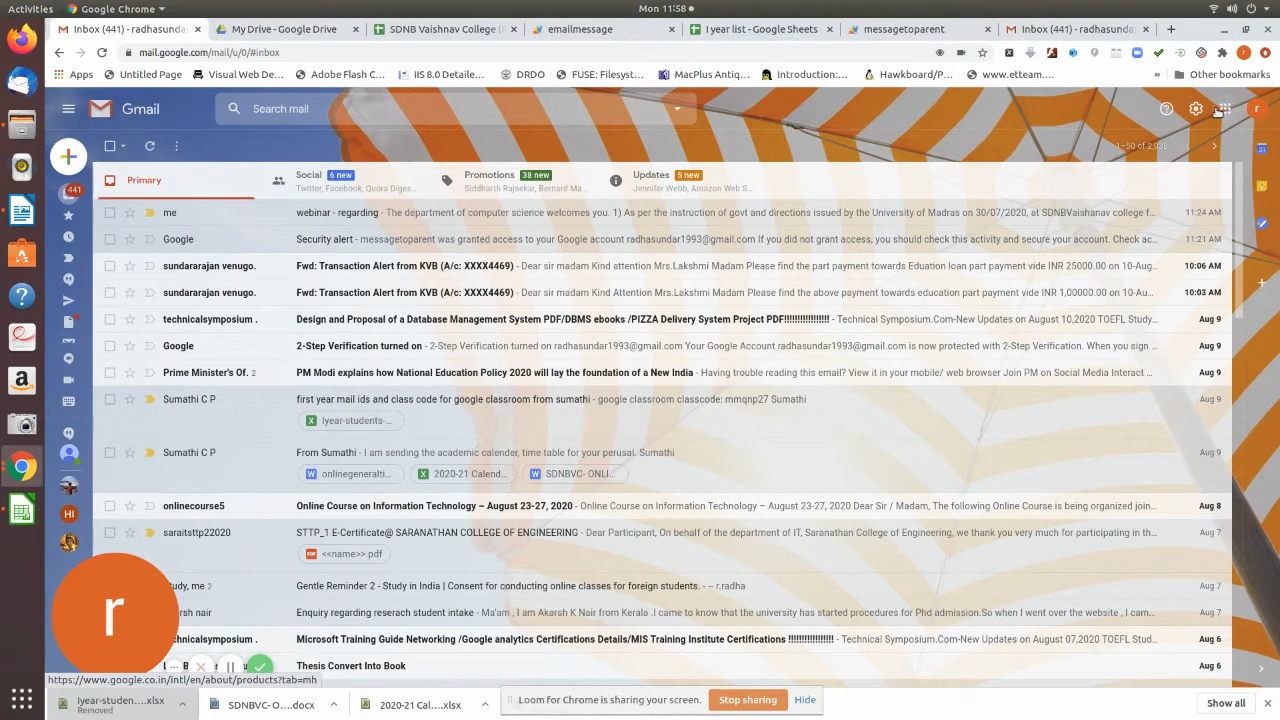 Activities Google Chrome Mon 11:58
Inbox (441) - radhasunda
My Drive - Google Drive
SDNB Vaishnav College (
emailmessage
I year list - Google Sheets
messagetoparent
Inbox (441) - radhasunda
mail.google.com/mail/u/0/#inbox
Apps Untitled Page Visual Web De... Adobe Flash C... IIS 8.0 Detaile... DRDO FUSE: Filesyst... MacPlus Antiq... Introduction:... Hawkboard/P... www.etteam.... » Other bookmarks
Gmail Search mail r
1–50 of 2,038
441
Primary
Social 6 new
Twitter, Facebook, Quora Diges...
Promotions 38 new
Siddharth Rajsekar, Bernard Ma...
Updates 5 new
Jennifer Webb, Amazon Web S...
me webinar - regarding - The department of computer science welcomes you. 1) As per the instruction of govt and directions issued by the University of Madras on 30/07/2020, at SDNBVaishanav college f... 11:24 AM
Google Security alert - messagetoparent was granted access to your Google account radhasundar1993@gmail.com If you did not grant access, you should check this activity and secure your account. Check ac... 11:21 AM
sundararajan venugo. Fwd: Transaction Alert from KVB (A/c: XXXX4469) - Dear sir madam Kind attention Mrs.Lakshmi Madam Please find the part payment towards Eduation loan part payment vide INR 25000.00 on 10-Aug... 10:06 AM
sundararajan venugo. Fwd: Transaction Alert from KVB (A/c: XXXX4469) - Dear sir madam Kind Attention Mrs.Lakshmi Madam Please find the above payment towards education part payment vide INR 1,00000.00 on 10-Au... 10:03 AM
technicalsymposium . Design and Proposal of a Database Management System PDF/DBMS ebooks /PIZZA Delivery System Project PDF!!!!!!!!!!!!!!!! - Technical Symposium.Com-New Updates on August 10,2020 TOEFL Study... Aug 9
Google 2-Step Verification turned on - 2-Step Verification turned on radhasundar1993@gmail.com Your Google Account radhasundar1993@gmail.com is now protected with 2-Step Verification. When you sign ... Aug 9
Prime Minister's Of. 2 PM Modi explains how National Education Policy 2020 will lay the foundation of a New India - Having trouble reading this email? View it in your mobile/ web browser Join PM on Social Media Interact ... Aug 9
Sumathi C P first year mail ids and class code for google classroom from sumathi - google classroom classcode: mmqnp27 Sumathi Aug 9
Iyear-students-...
Sumathi C P From Sumathi - I am sending the academic calender, time table for your perusal. Sumathi Aug 9
onlinegeneralti... 2020-21 Calend... SDNBVC- ONLI...
onlinecourse5 Online Course on Information Technology – August 23-27, 2020 - Online Course on Information Technology – August 23-27, 2020 Dear Sir / Madam, The following Online Course is being organized join... Aug 8
saraitsttp22020 STTP_1 E-Certificate@ SARANATHAN COLLEGE OF ENGINEERING - Dear Participant, On behalf of the department of IT, Saranathan College of Engineering, we thank you very much for participating in th... Aug 7
<<name>>.pdf
tudy, me 2 Gentle Reminder 2 - Study in India | Consent for conducting online classes for foreign students. - – r.radha Aug 7
rsh nair Enquiry regarding reserach student intake - Ma'am , I am Akarsh K Nair from Kerala .I came to know that the university has started procedures for Phd admission.So when I went over the website , I cam... Aug 7
echnicalsymposium . Microsoft Training Guide Networking /Google analytics Certifications Details/MIS Training Institute Certifications !!!!!!!!!!!!!!!!! - Technical Symposium.Com-New Updates on August 07,2020 TOEFL Study... Aug 6
Thesis Convert Into Book Aug 6
r
https://www.google.co.in/intl/en/about/products?tab=mh
Iyear-studen....xlsx
Removed
SDNBVC- O....docx
2020-21 Cal....xlsx
Loom for Chrome is sharing your screen. Stop sharing Hide
Show all